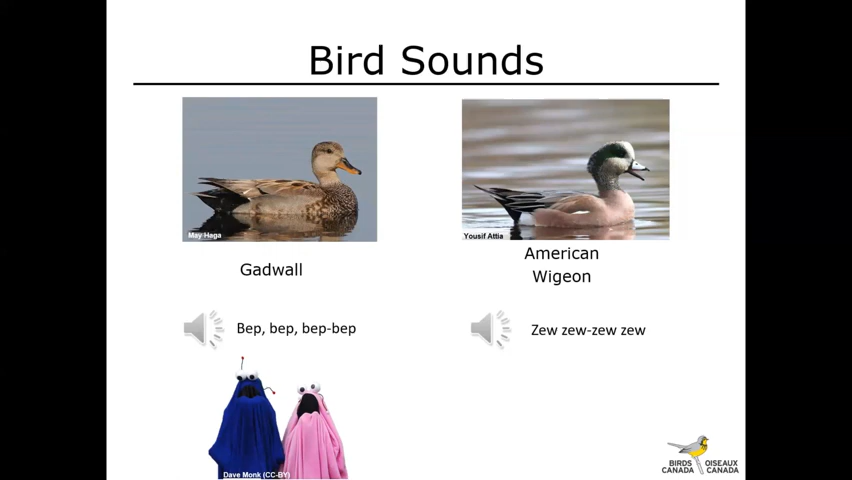 Bird Sounds
May Haga
Yousif Attia
Gadwall
American
Wigeon
Bep, bep, bep-bep
Zew zew-zew zew
Dave Monk (CC-BY)
BIRDS OISEAUX
CANADA CANADA